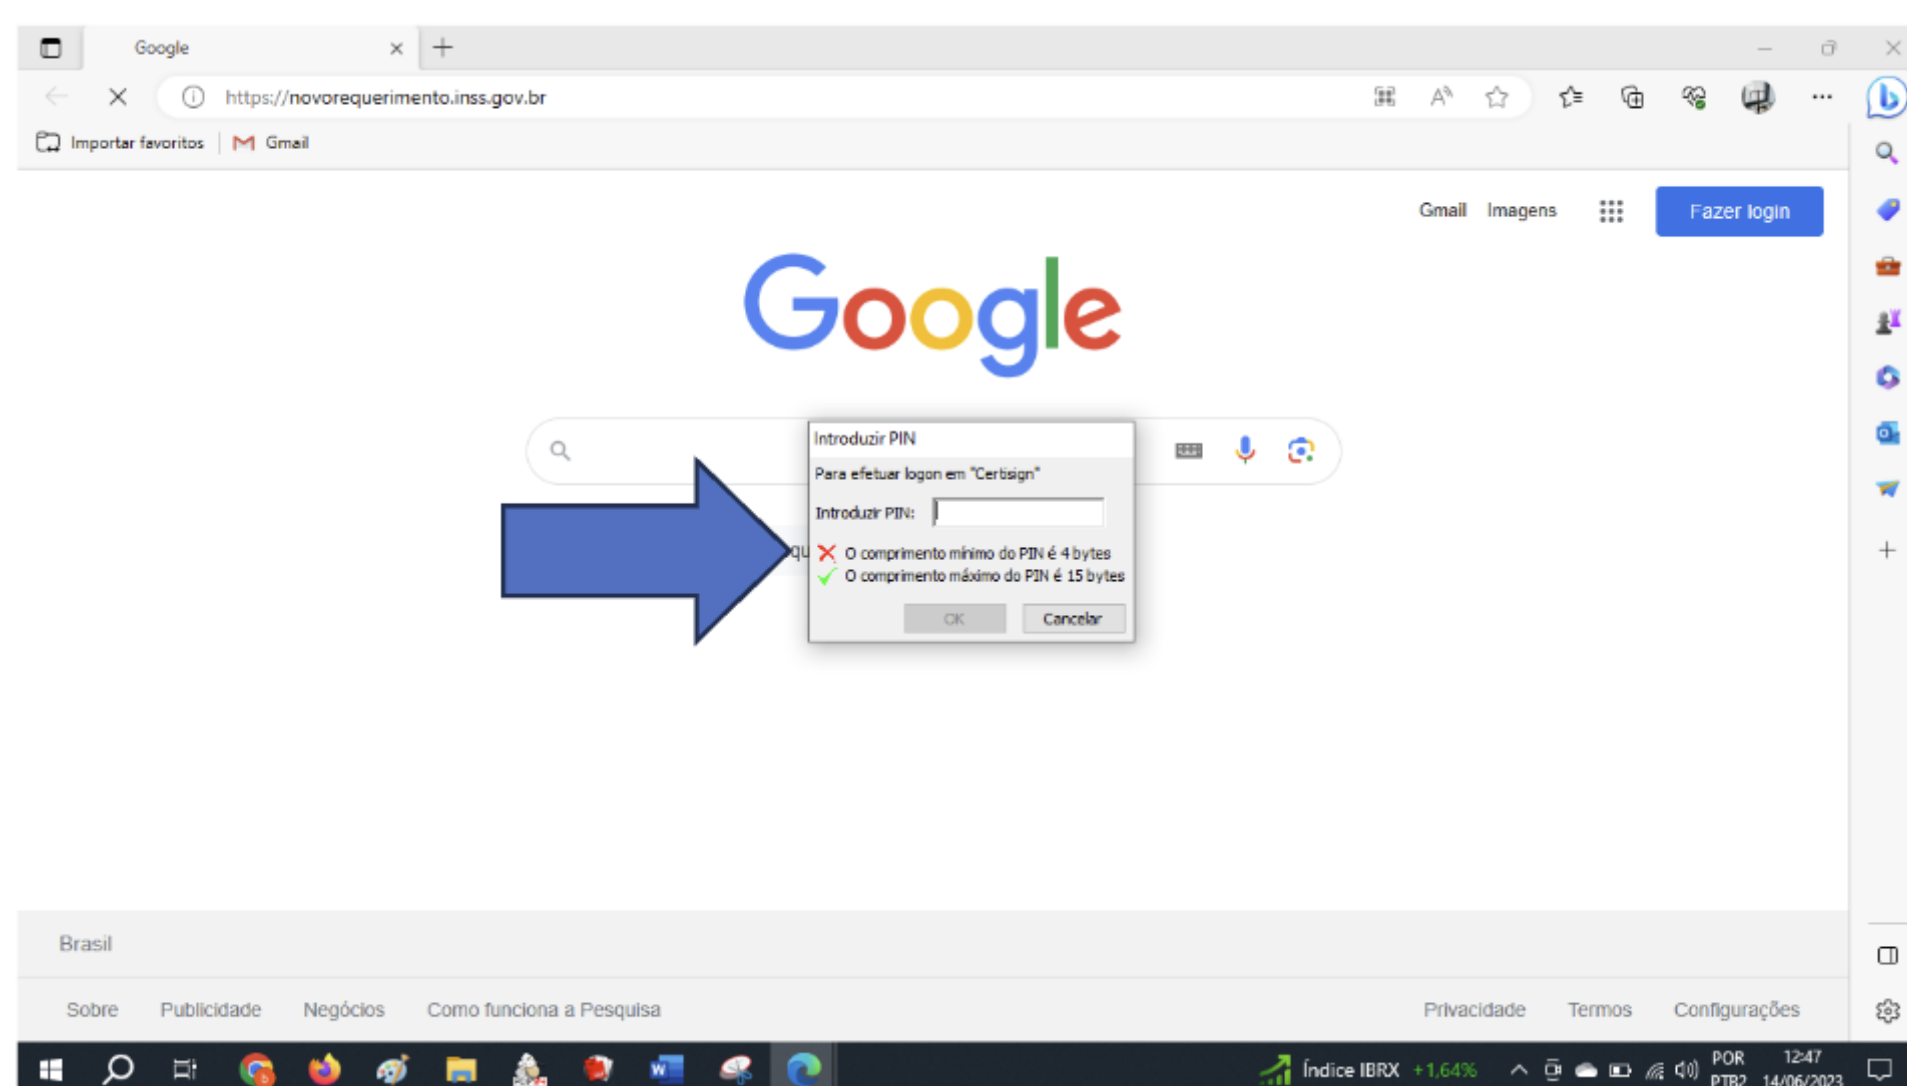 Google
https://novorequerimento.inss.gov.br
Importar favoritos
Gmail
Gmail Imagens
Fazer login
Google
Introduzir PIN
Para efetuar logon em "Certisign"
Introduzir PIN:
qu
O comprimento mínimo do PIN é 4 bytes
O comprimento máximo do PIN é 15 bytes
OK Cancelar
Brasil
Sobre Publicidade Negócios Como funciona a Pesquisa
Privacidade Termos Configurações
Índice IBRX +1,64%
POR 12:47
PTB2 14/06/2023